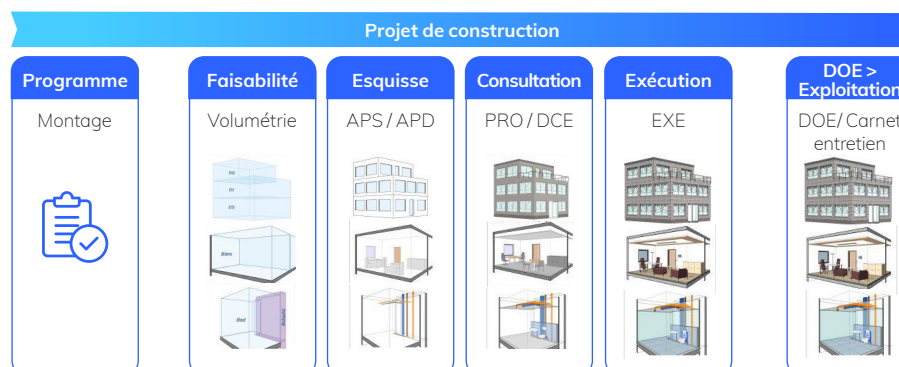 Projet de construction
Programme
Montage
Faisabilité
Volumétrie
Esquisse
APS / APD
Consultation
PRO / DCE
Exécution
EXE
DOE >
Exploitation
DOE/ Carnet
entretien